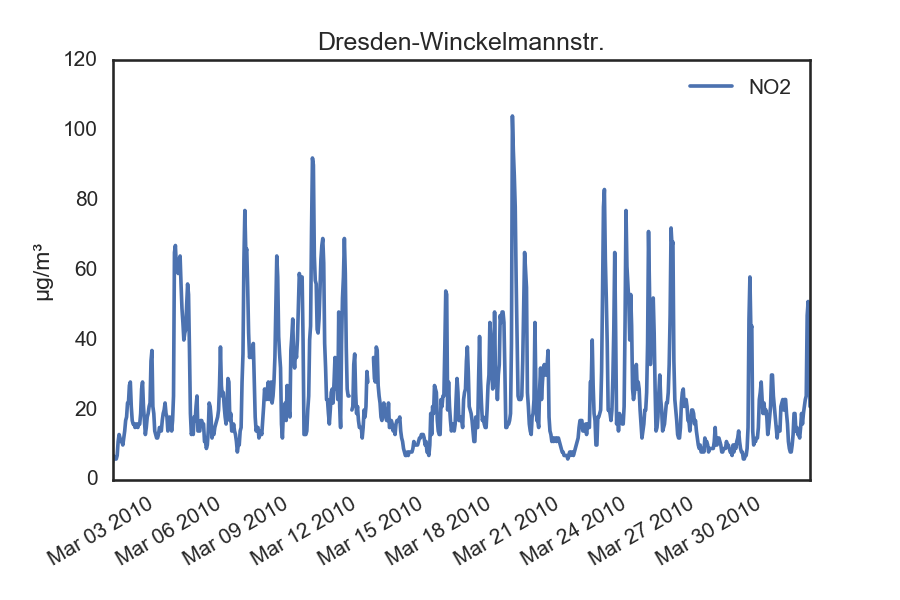 Dresden-Winckelmannstr.
120
100
80
60
40
20
0
µg/m³
NO2
Mar 03 2010
Mar 06 2010
Mar 09 2010
Mar 12 2010
Mar 15 2010
Mar 18 2010
Mar 21 2010
Mar 24 2010
Mar 27 2010
Mar 30 2010